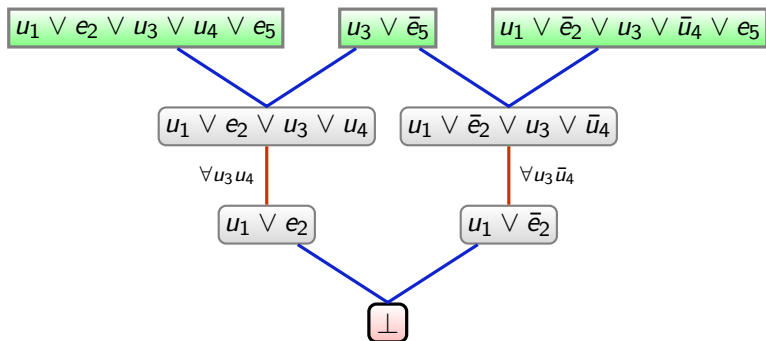 u₁ ∨ e₂ ∨ u₃ ∨ u₄ ∨ e₅
u₃ ∨ ē₅
u₁ ∨ ē₂ ∨ u₃ ∨ ū₄ ∨ e₅
u₁ ∨ e₂ ∨ u₃ ∨ u₄
u₁ ∨ ē₂ ∨ u₃ ∨ ū₄
∀u₃u₄
∀u₃ū₄
u₁ ∨ e₂
u₁ ∨ ē₂
⊥